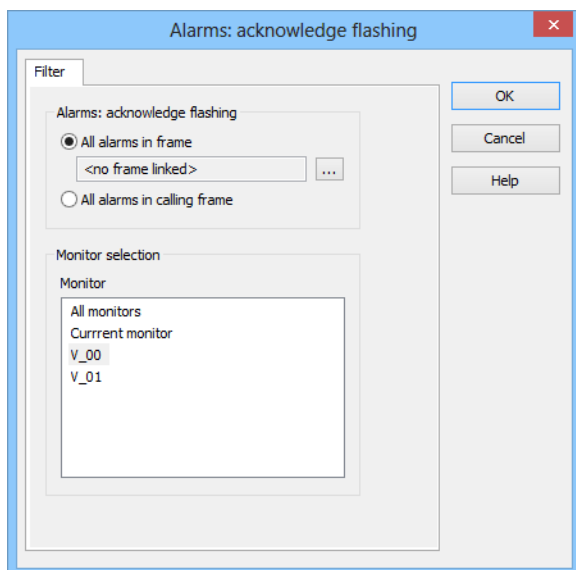 Alarms: acknowledge flashing
Filter
Alarms: acknowledge flashing
All alarms in frame
<no frame linked>
...
All alarms in calling frame
Monitor selection
Monitor
All monitors
Currrent monitor
V_00
V_01
OK
Cancel
Help